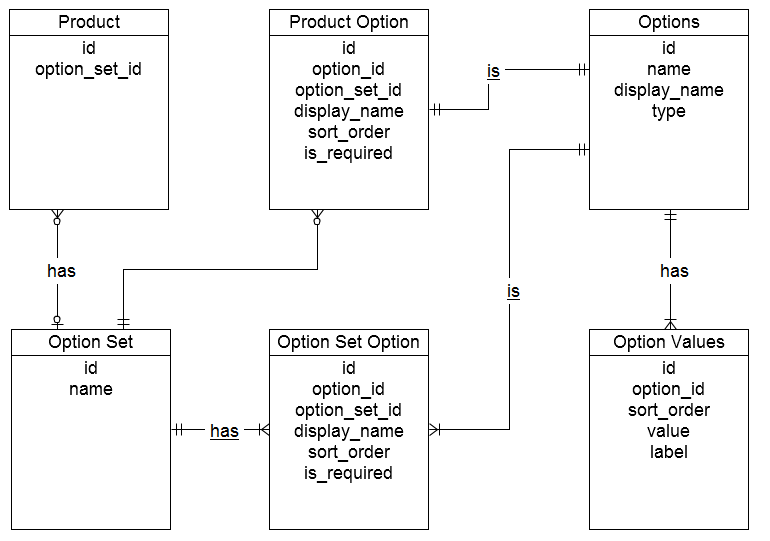 Product
id
option_set_id
Product Option
id
option_id
option_set_id
display_name
sort_order
is_required
Options
id
name
display_name
type
is
has
is
has
Option Set
id
name
has
Option Set Option
id
option_id
option_set_id
display_name
sort_order
is_required
Option Values
id
option_id
sort_order
value
label